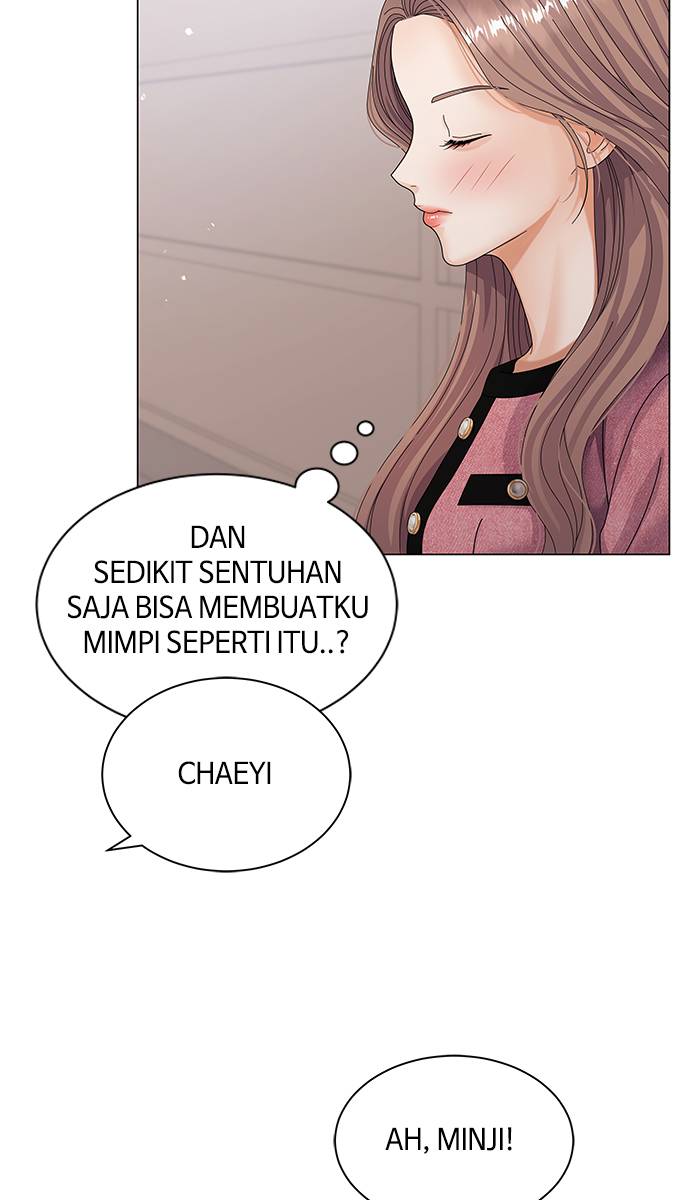 DAN
SEDIKIT SENTUHAN
SAJA BISA MEMBUATKU
MIMPI SEPERTI ITU..?
CHAEYI
AH, MINJI!